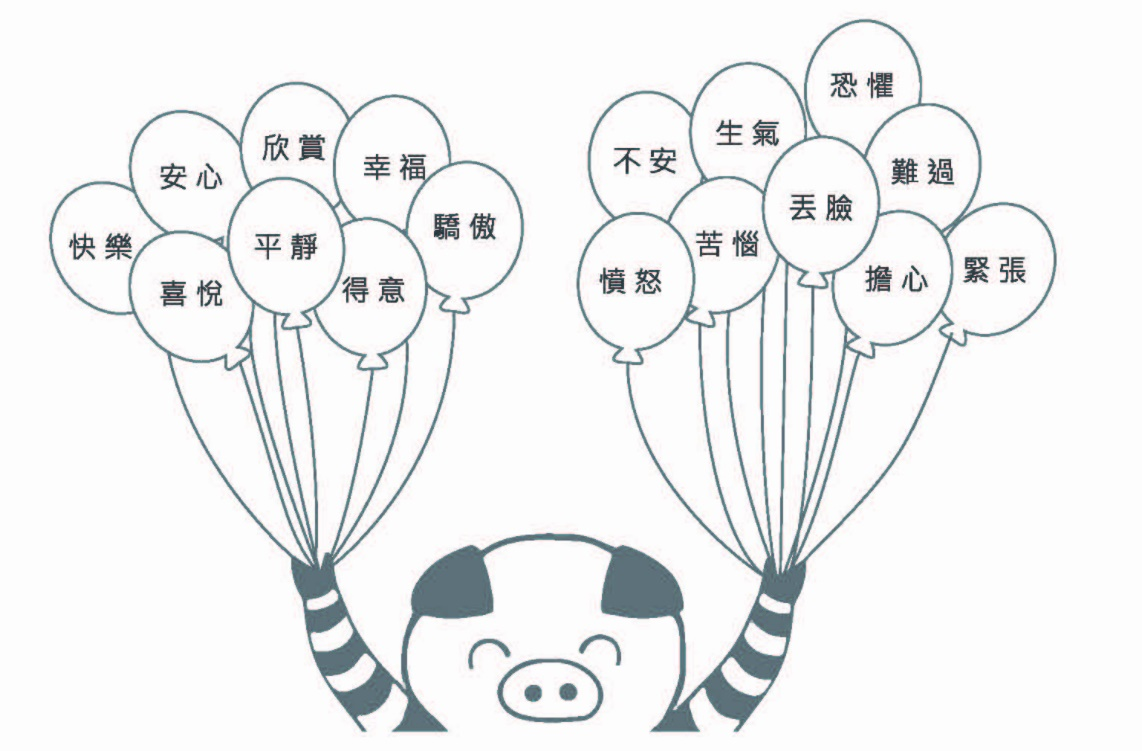 快樂
安心
欣賞
幸福
驕傲
喜悅
平靜
得意
不安
生氣
恐懼
難過
憤怒
苦惱
丟臉
擔心
緊張